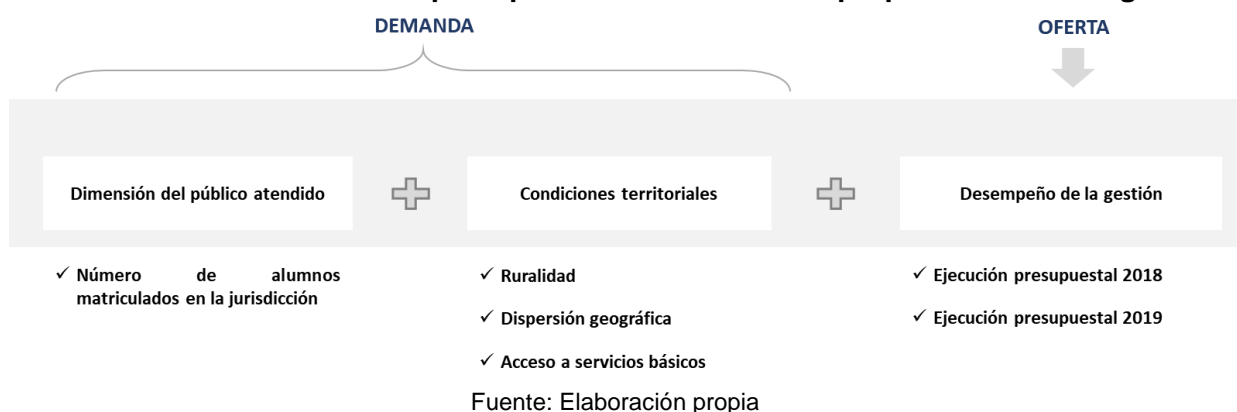 DEMANDA
OFERTA
Dimensión del público atendido
Condiciones territoriales
Desempeño de la gestión
✓ Número de alumnos
matriculados en la jurisdicción
✓ Ruralidad
✓ Dispersión geográfica
✓ Acceso a servicios básicos
✓ Ejecución presupuestal 2018
✓ Ejecución presupuestal 2019
Fuente: Elaboración propia